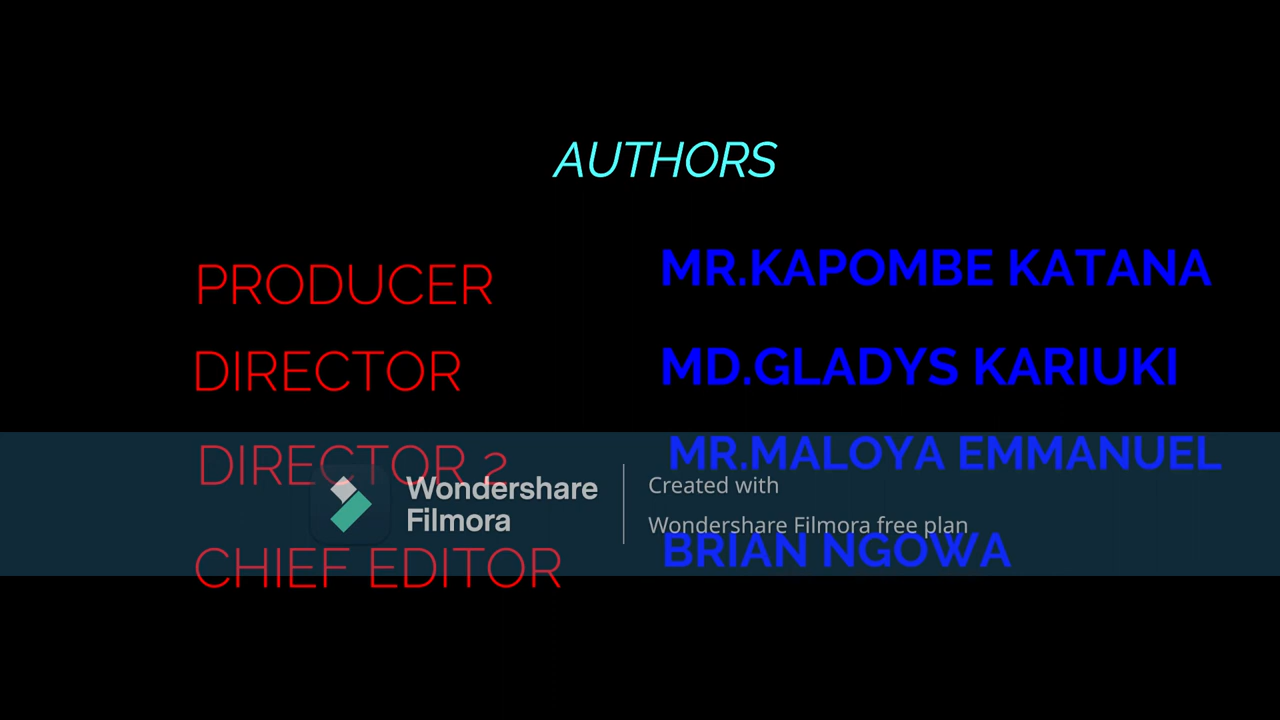 AUTHORS
PRODUCER MR.KAPOMBE KATANA
DIRECTOR MD.GLADYS KARIUKI
DIRECTOR 2 MR.MALOYA EMMANUEL
Wondershare
Filmora
Created with
Wondershare Filmora free plan
CHIEF EDITOR BRIAN NGOWA